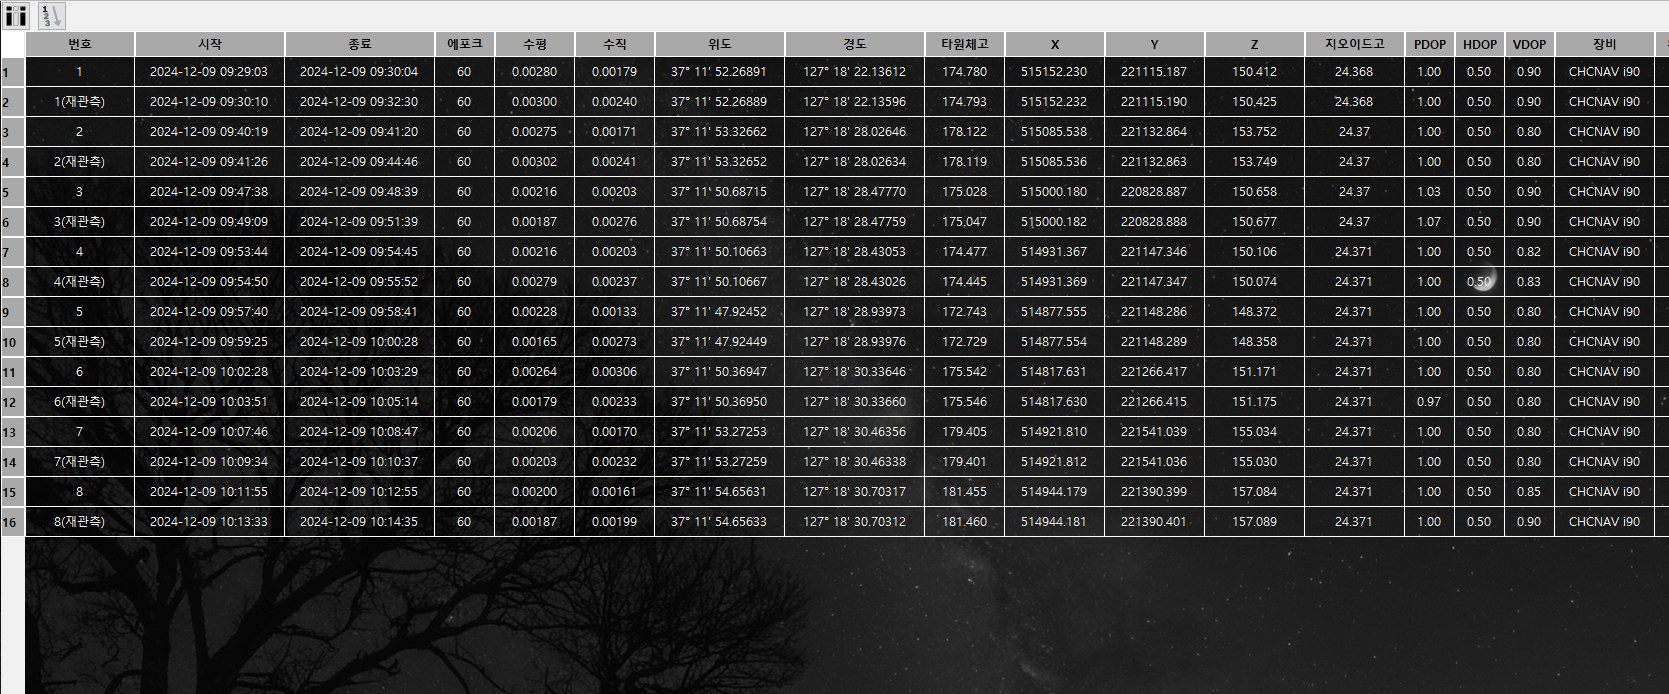 1
2
3
번호 시작 종료 에포크 수평 수직 위도 경도 타원체고 X Y Z 지오이드고 PDOP HDOP VDOP 장비
1 1 2024-12-09 09:29:03 2024-12-09 09:30:04 60 0.00280 0.00179 37° 11' 52.26891 127° 18' 22.13612 174.780 515152.230 221115.187 150.412 24.368 1.00 0.50 0.90 CHCNAV i90
2 1(재관측) 2024-12-09 09:30:10 2024-12-09 09:32:30 60 0.00300 0.00240 37° 11' 52.26889 127° 18' 22.13596 174.793 515152.232 221115.190 150.425 24.368 1.00 0.50 0.90 CHCNAV i90
3 2 2024-12-09 09:40:19 2024-12-09 09:41:20 60 0.00275 0.00171 37° 11' 53.32662 127° 18' 28.02646 178.122 515085.538 221132.864 153.752 24.37 1.00 0.50 0.80 CHCNAV i90
4 2(재관측) 2024-12-09 09:41:26 2024-12-09 09:44:46 60 0.00302 0.00241 37° 11' 53.32652 127° 18' 28.02634 178.119 515085.536 221132.863 153.749 24.37 1.00 0.50 0.80 CHCNAV i90
5 3 2024-12-09 09:47:38 2024-12-09 09:48:39 60 0.00216 0.00203 37° 11' 50.68715 127° 18' 28.47770 175.028 515000.180 220828.887 150.658 24.37 1.03 0.50 0.90 CHCNAV i90
6 3(재관측) 2024-12-09 09:49:09 2024-12-09 09:51:39 60 0.00187 0.00276 37° 11' 50.68754 127° 18' 28.47759 175.047 515000.182 220828.888 150.677 24.37 1.07 0.50 0.90 CHCNAV i90
7 4 2024-12-09 09:53:44 2024-12-09 09:54:45 60 0.00216 0.00203 37° 11' 50.10663 127° 18' 28.43053 174.477 514931.367 221147.346 150.106 24.371 1.00 0.50 0.82 CHCNAV i90
8 4(재관측) 2024-12-09 09:54:50 2024-12-09 09:55:52 60 0.00279 0.00237 37° 11' 50.10667 127° 18' 28.43026 174.445 514931.369 221147.347 150.074 24.371 1.00 0.50 0.83 CHCNAV i90
9 5 2024-12-09 09:57:40 2024-12-09 09:58:41 60 0.00228 0.00133 37° 11' 47.92452 127° 18' 28.93973 172.743 514877.555 221148.286 148.372 24.371 1.00 0.50 0.80 CHCNAV i90
10 5(재관측) 2024-12-09 09:59:25 2024-12-09 10:00:28 60 0.00165 0.00273 37° 11' 47.92449 127° 18' 28.93976 172.729 514877.554 221148.289 148.358 24.371 1.00 0.50 0.80 CHCNAV i90
11 6 2024-12-09 10:02:28 2024-12-09 10:03:29 60 0.00264 0.00306 37° 11' 50.36947 127° 18' 30.33646 175.542 514817.631 221266.417 151.171 24.371 1.00 0.50 0.80 CHCNAV i90
12 6(재관측) 2024-12-09 10:03:51 2024-12-09 10:05:14 60 0.00179 0.00233 37° 11' 50.36950 127° 18' 30.33660 175.546 514817.630 221266.415 151.175 24.371 0.97 0.50 0.80 CHCNAV i90
13 7 2024-12-09 10:07:46 2024-12-09 10:08:47 60 0.00206 0.00170 37° 11' 53.27253 127° 18' 30.46356 179.405 514921.810 221541.039 155.034 24.371 1.00 0.50 0.80 CHCNAV i90
14 7(재관측) 2024-12-09 10:09:34 2024-12-09 10:10:37 60 0.00203 0.00232 37° 11' 53.27259 127° 18' 30.46338 179.401 514921.812 221541.036 155.030 24.371 1.00 0.50 0.80 CHCNAV i90
15 8 2024-12-09 10:11:55 2024-12-09 10:12:55 60 0.00200 0.00161 37° 11' 54.65631 127° 18' 30.70317 181.455 514944.179 221390.399 157.084 24.371 1.00 0.50 0.85 CHCNAV i90
16 8(재관측) 2024-12-09 10:13:33 2024-12-09 10:14:35 60 0.00187 0.00199 37° 11' 54.65633 127° 18' 30.70312 181.460 514944.181 221390.401 157.089 24.371 1.00 0.50 0.90 CHCNAV i90